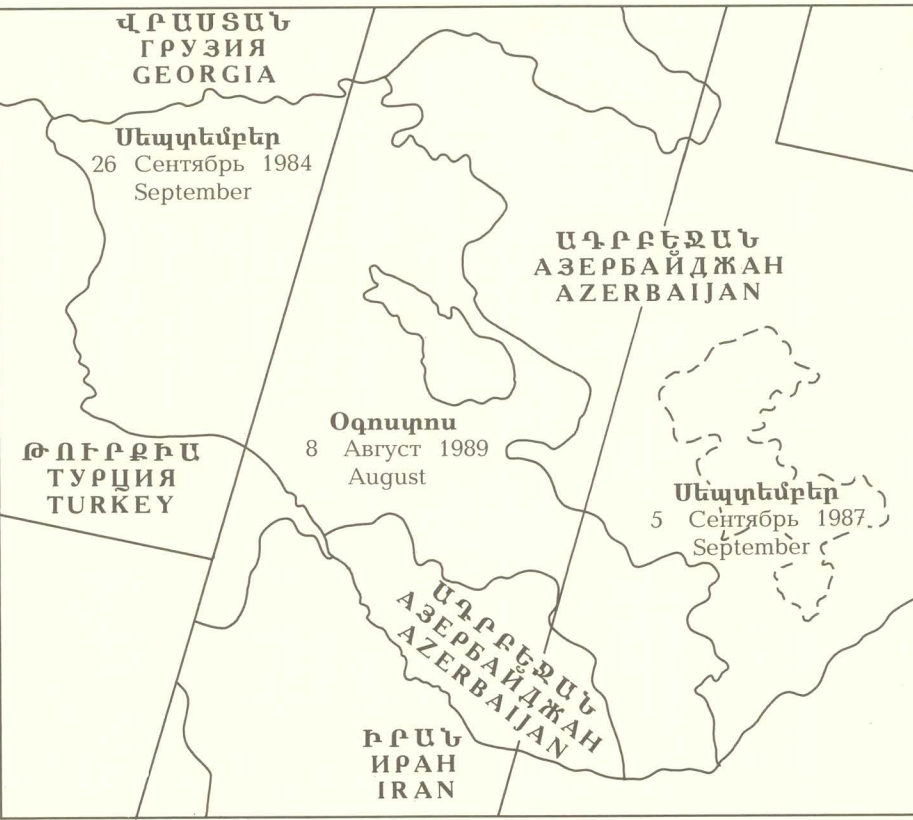 ՎՐԱՍՏԱՆ
ГРУЗИЯ
GEORGIA
Սեպտեմբեր
26 Сентябрь 1984
September
ԱԴՐԲԵՋԱՆ
АЗЕРБАЙДЖАН
AZERBAIJAN
Օգոստոս
8 Август 1989
August
ԹՈՒՐՔԻԱ
ТУРЦИЯ
TURKEY
Սեպտեմբեր
5 Сентябрь 1987
September
ԱԴՐԲԵՋԱՆ
АЗЕРБАЙДЖАН
AZERBAIJAN
ԻՐԱՆ
ИРАН
IRAN